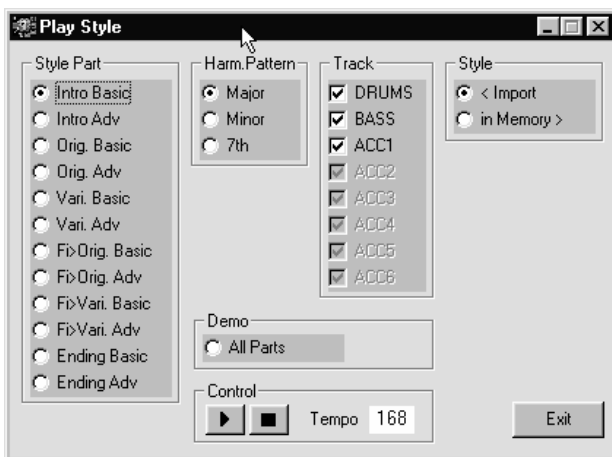 Play Style
Style Part
Intro Basic
Intro Adv
Orig. Basic
Orig. Adv
Vari. Basic
Vari. Adv
Fi>Orig. Basic
Fi>Orig. Adv
Fi>Vari. Basic
Fi>Vari. Adv
Ending Basic
Ending Adv
Harm.Pattern
Major
Minor
7th
Track
DRUMS
BASS
ACC1
ACC2
ACC3
ACC4
ACC5
ACC6
Style
< Import
in Memory >
Demo
All Parts
Control
Tempo 168
Exit